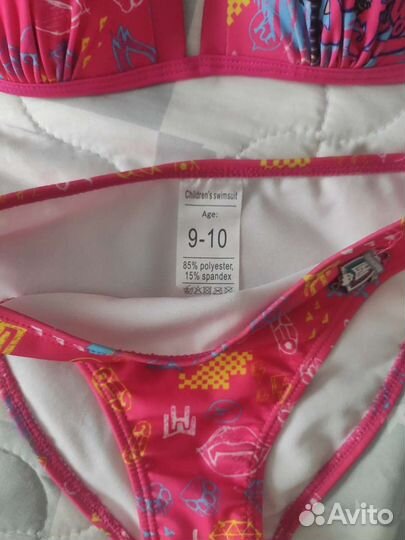 Children's swimsuit
Age:
9-10
85% polyester,
15% spandex
Avito